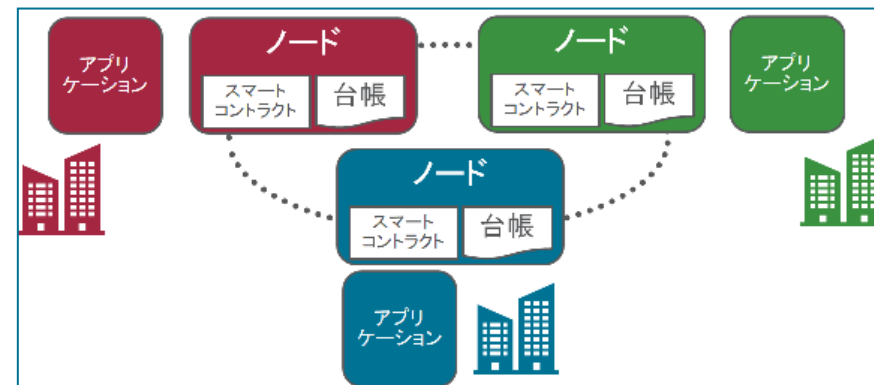 アプリ
ケーション
ノード
スマート
コントラクト
台帳
ノード
スマート
コントラクト
台帳
アプリ
ケーション
ノード
スマート
コントラクト
台帳
アプリ
ケーション